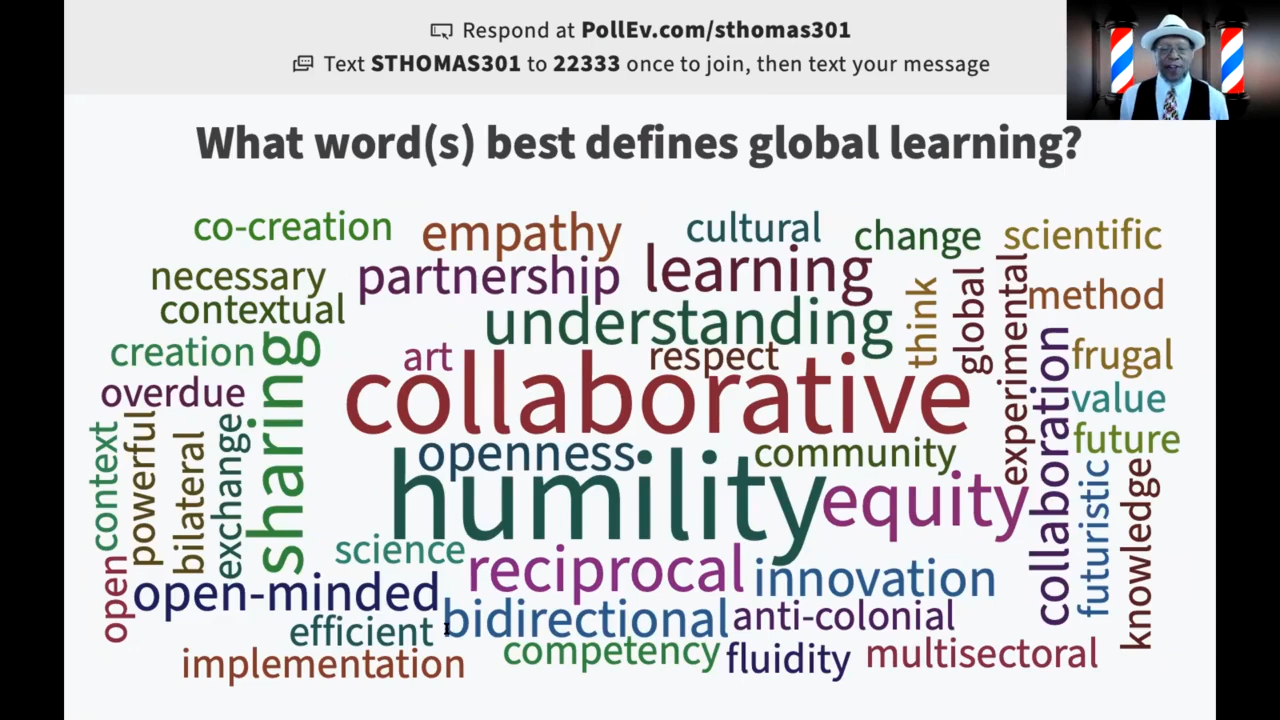 Respond at PollEv.com/sthomas301
Text STHOMAS301 to 22333 once to join, then text your message
What word(s) best defines global learning?
co-creation
empathy
cultural
change
scientific
necessary
partnership
learning
think
global
experimental
method
contextual
understanding
creation
sharing
art
respect
collaboration
frugal
overdue
collaborative
value
context
powerful
bilateral
exchange
openness
community
future
humility
equity
futuristic
knowledge
science
reciprocal
innovation
open
open-minded
bidirectional
anti-colonial
efficient
implementation
competency
fluidity
multisectoral